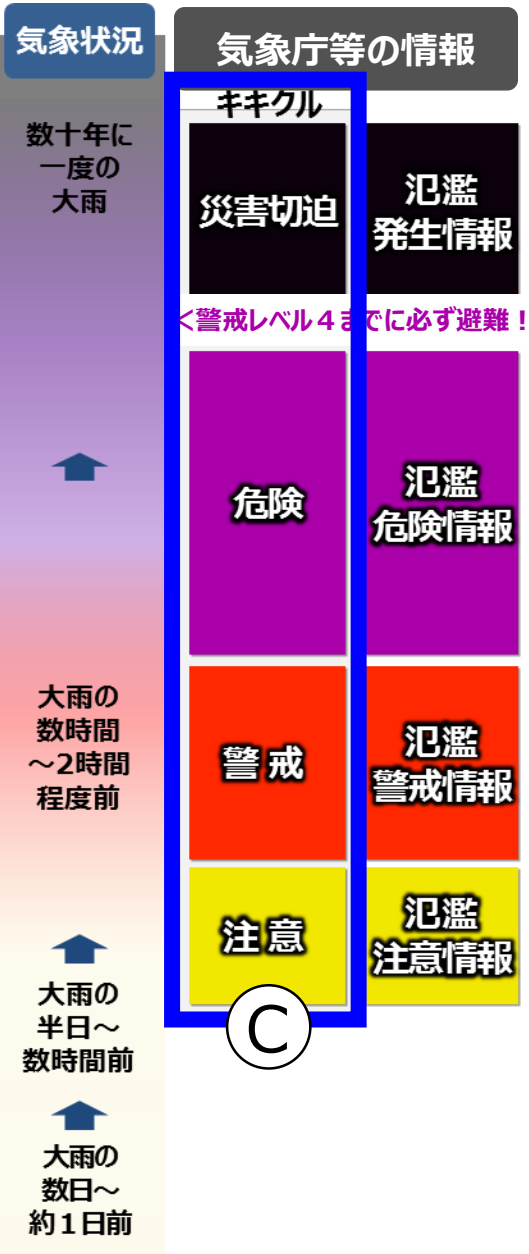 気象状況
気象庁等の情報
キキクル
数十年に
一度の
大雨
災害切迫
氾濫
発生情報
<警戒レベル４までに必ず避難！
危険
氾濫
危険情報
大雨の
数時間
～2時間
程度前
警戒
氾濫
警戒情報
注意
氾濫
注意情報
大雨の
半日～
数時間前
C
大雨の
数日～
約１日前